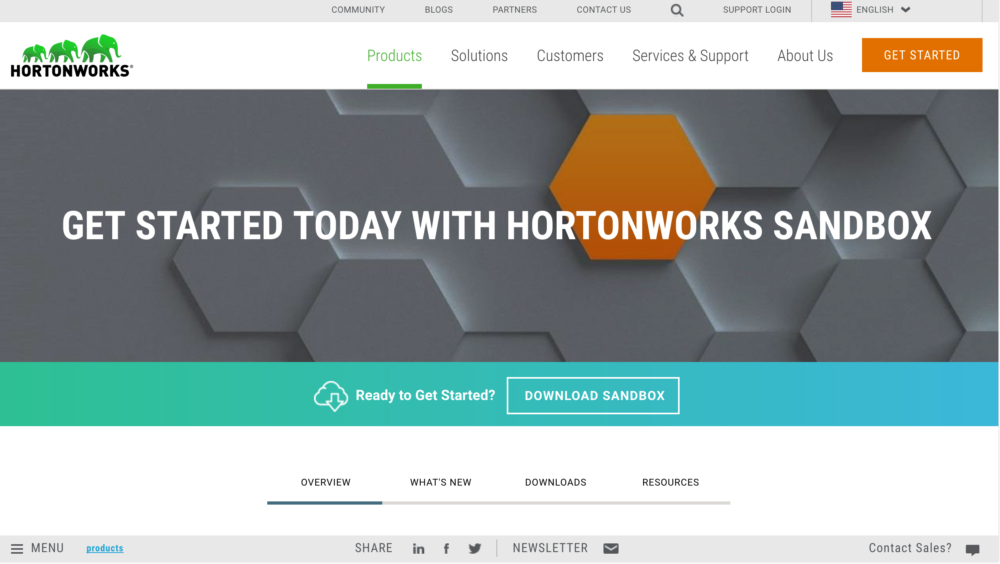 COMMUNITY BLOGS PARTNERS CONTACT US SUPPORT LOGIN ENGLISH
HORTONWORKS®
Products Solutions Customers Services & Support About Us GET STARTED
GET STARTED TODAY WITH HORTONWORKS SANDBOX
Ready to Get Started? DOWNLOAD SANDBOX
OVERVIEW WHAT'S NEW DOWNLOADS RESOURCES
MENU products SHARE in f NEWSLETTER Contact Sales?